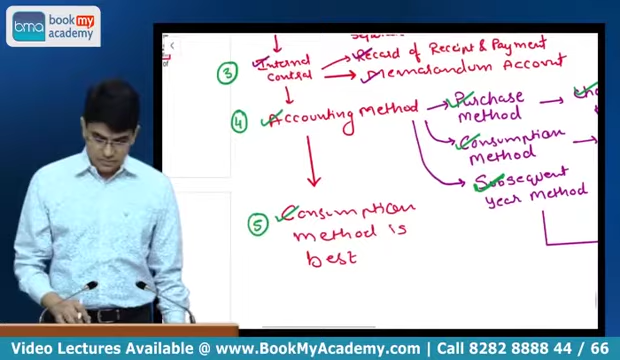 bma
book my
academy
of
3
Internal
control
Record of Receipt & Payment
Memorandum Account
4
Accounting Method
Purchase
method
Consumption
method
Subsequent
year method
5
Consumption
method is
best
Video Lectures Available @ www.BookMyAcademy.com | Call 8282 8888 44 / 66